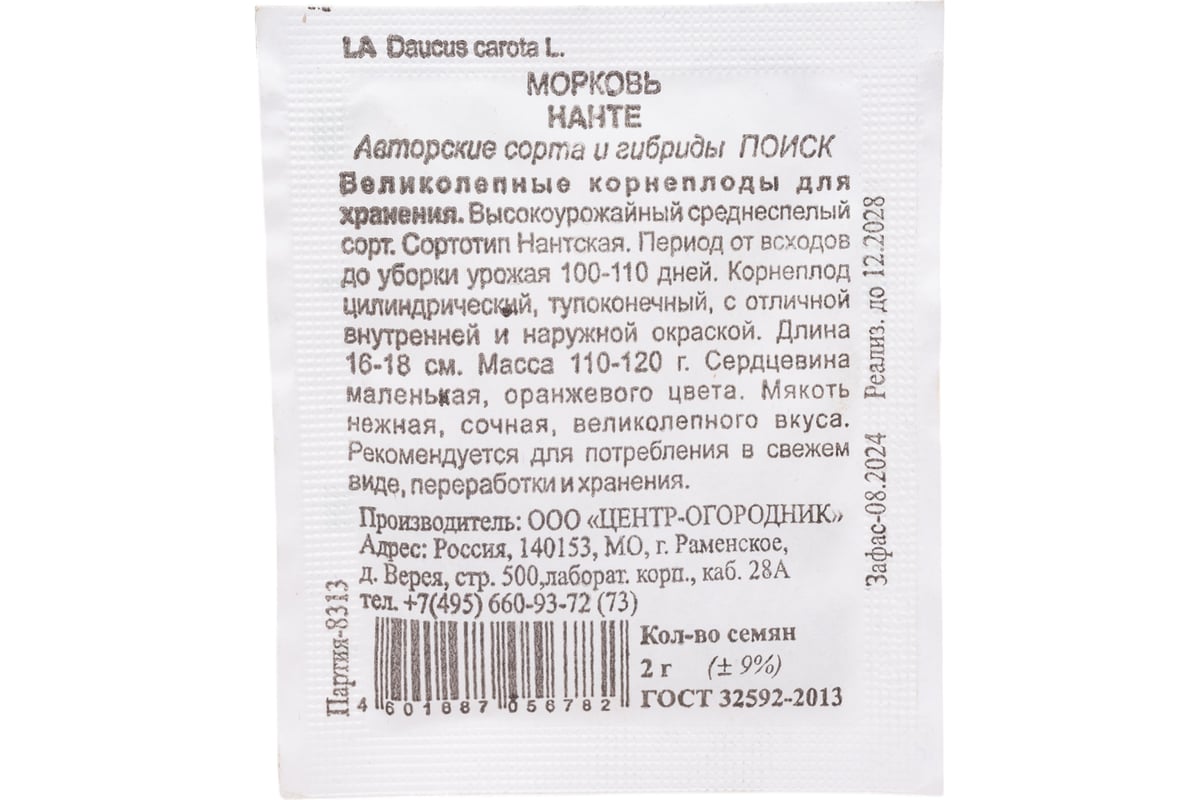 LA Daucus carota L.
МОРКОВЬ
НАНТЕ
Авторские сорта и гибриды ПОИСК
Великолепные корнеплоды для
хранения. Высокоурожайный среднеспелый
сорт. Сортотип Нантская. Период от всходов
до уборки урожая 100-110 дней. Корнеплод
цилиндрический, тупоконечный, с отличной
внутренней и наружной окраской. Длина
16-18 см. Масса 110-120 г. Сердцевина
маленькая, оранжевого цвета. Мякоть
нежная, сочная, великолепного вкуса.
Рекомендуется для потребления в свежем
виде, переработки и хранения.
Производитель: ООО «ЦЕНТР-ОГОРОДНИК»
Адрес: Россия, 140153, МО, г. Раменское,
д. Верея, стр. 500,лаборат. корп., каб. 28А
тел. +7(495) 660-93-72 (73)
Кол-во семян
2 г (± 9%)
ГОСТ 32592-2013
4 601887 056782
Партия-8313
Зафас-08.2024 Реализ. до 12.2028